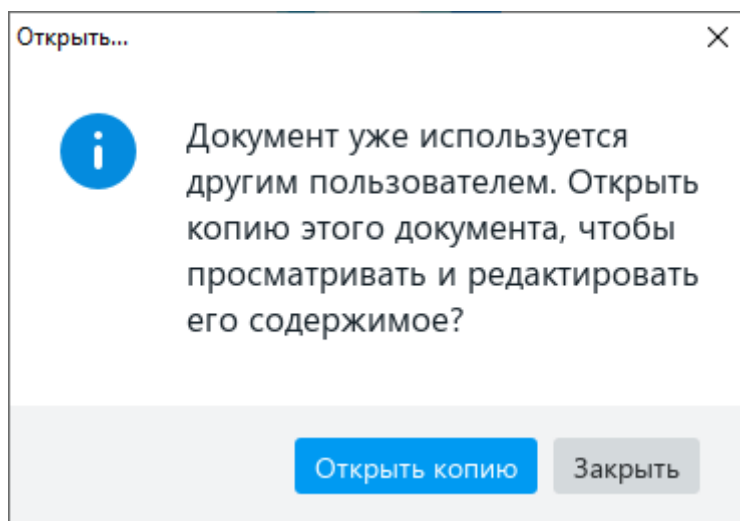 Открыть...
Документ уже используется
другим пользователем. Открыть
копию этого документа, чтобы
просматривать и редактировать
его содержимое?
Открыть копию
Закрыть